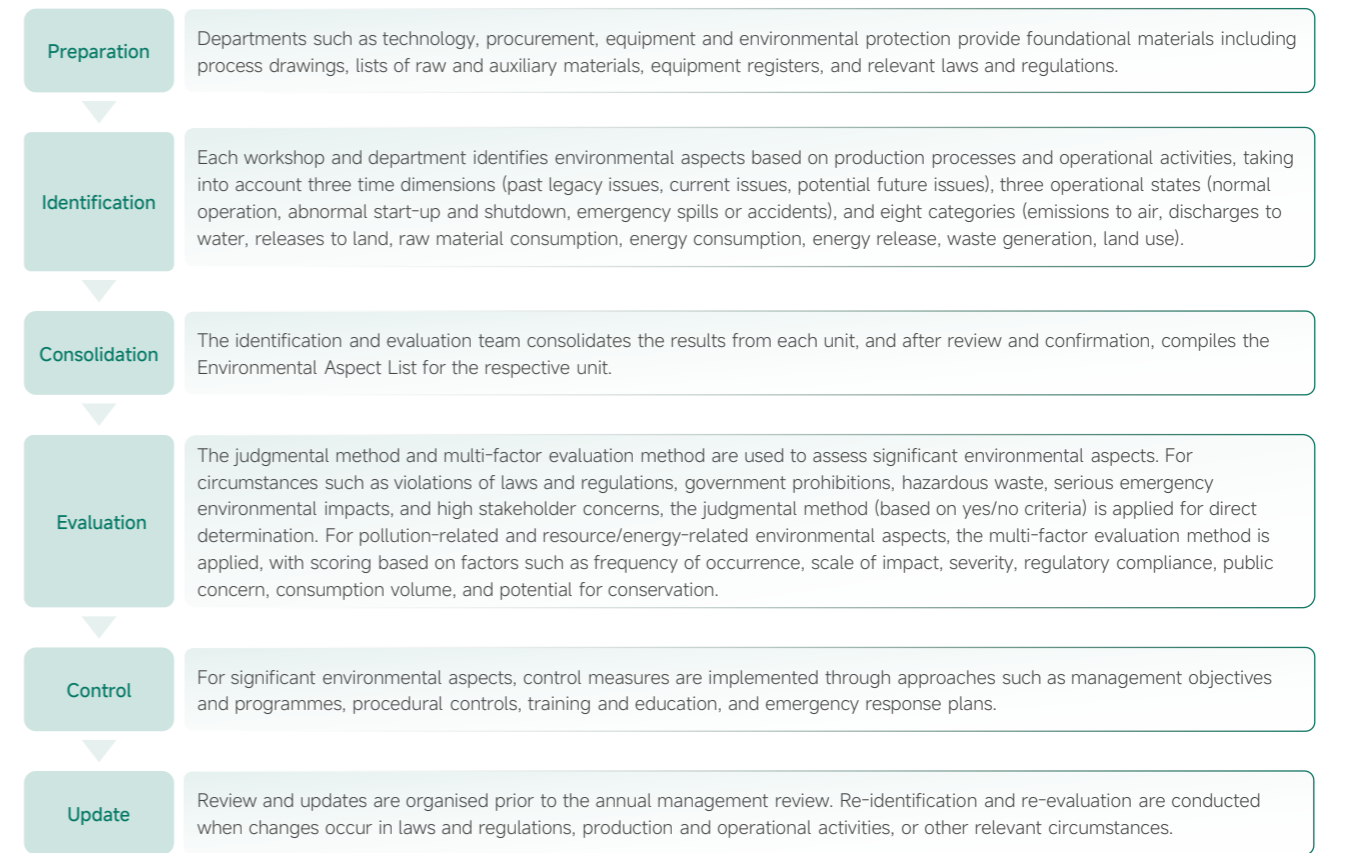 Preparation
Departments such as technology, procurement, equipment and environmental protection provide foundational materials including
process drawings, lists of raw and auxiliary materials, equipment registers, and relevant laws and regulations.
Identification
Each workshop and department identifies environmental aspects based on production processes and operational activities, taking
into account three time dimensions (past legacy issues, current issues, potential future issues), three operational states (normal
operation, abnormal start-up and shutdown, emergency spills or accidents), and eight categories (emissions to air, discharges to
water, releases to land, raw material consumption, energy consumption, energy release, waste generation, land use).
Consolidation
The identification and evaluation team consolidates the results from each unit, and after review and confirmation, compiles the
Environmental Aspect List for the respective unit.
Evaluation
The judgmental method and multi-factor evaluation method are used to assess significant environmental aspects. For
circumstances such as violations of laws and regulations, government prohibitions, hazardous waste, serious emergency
environmental impacts, and high stakeholder concerns, the judgmental method (based on yes/no criteria) is applied for direct
determination. For pollution-related and resource/energy-related environmental aspects, the multi-factor evaluation method is
applied, with scoring based on factors such as frequency of occurrence, scale of impact, severity, regulatory compliance, public
concern, consumption volume, and potential for conservation.
Control
For significant environmental aspects, control measures are implemented through approaches such as management objectives
and programmes, procedural controls, training and education, and emergency response plans.
Update
Review and updates are organised prior to the annual management review. Re-identification and re-evaluation are conducted
when changes occur in laws and regulations, production and operational activities, or other relevant circumstances.